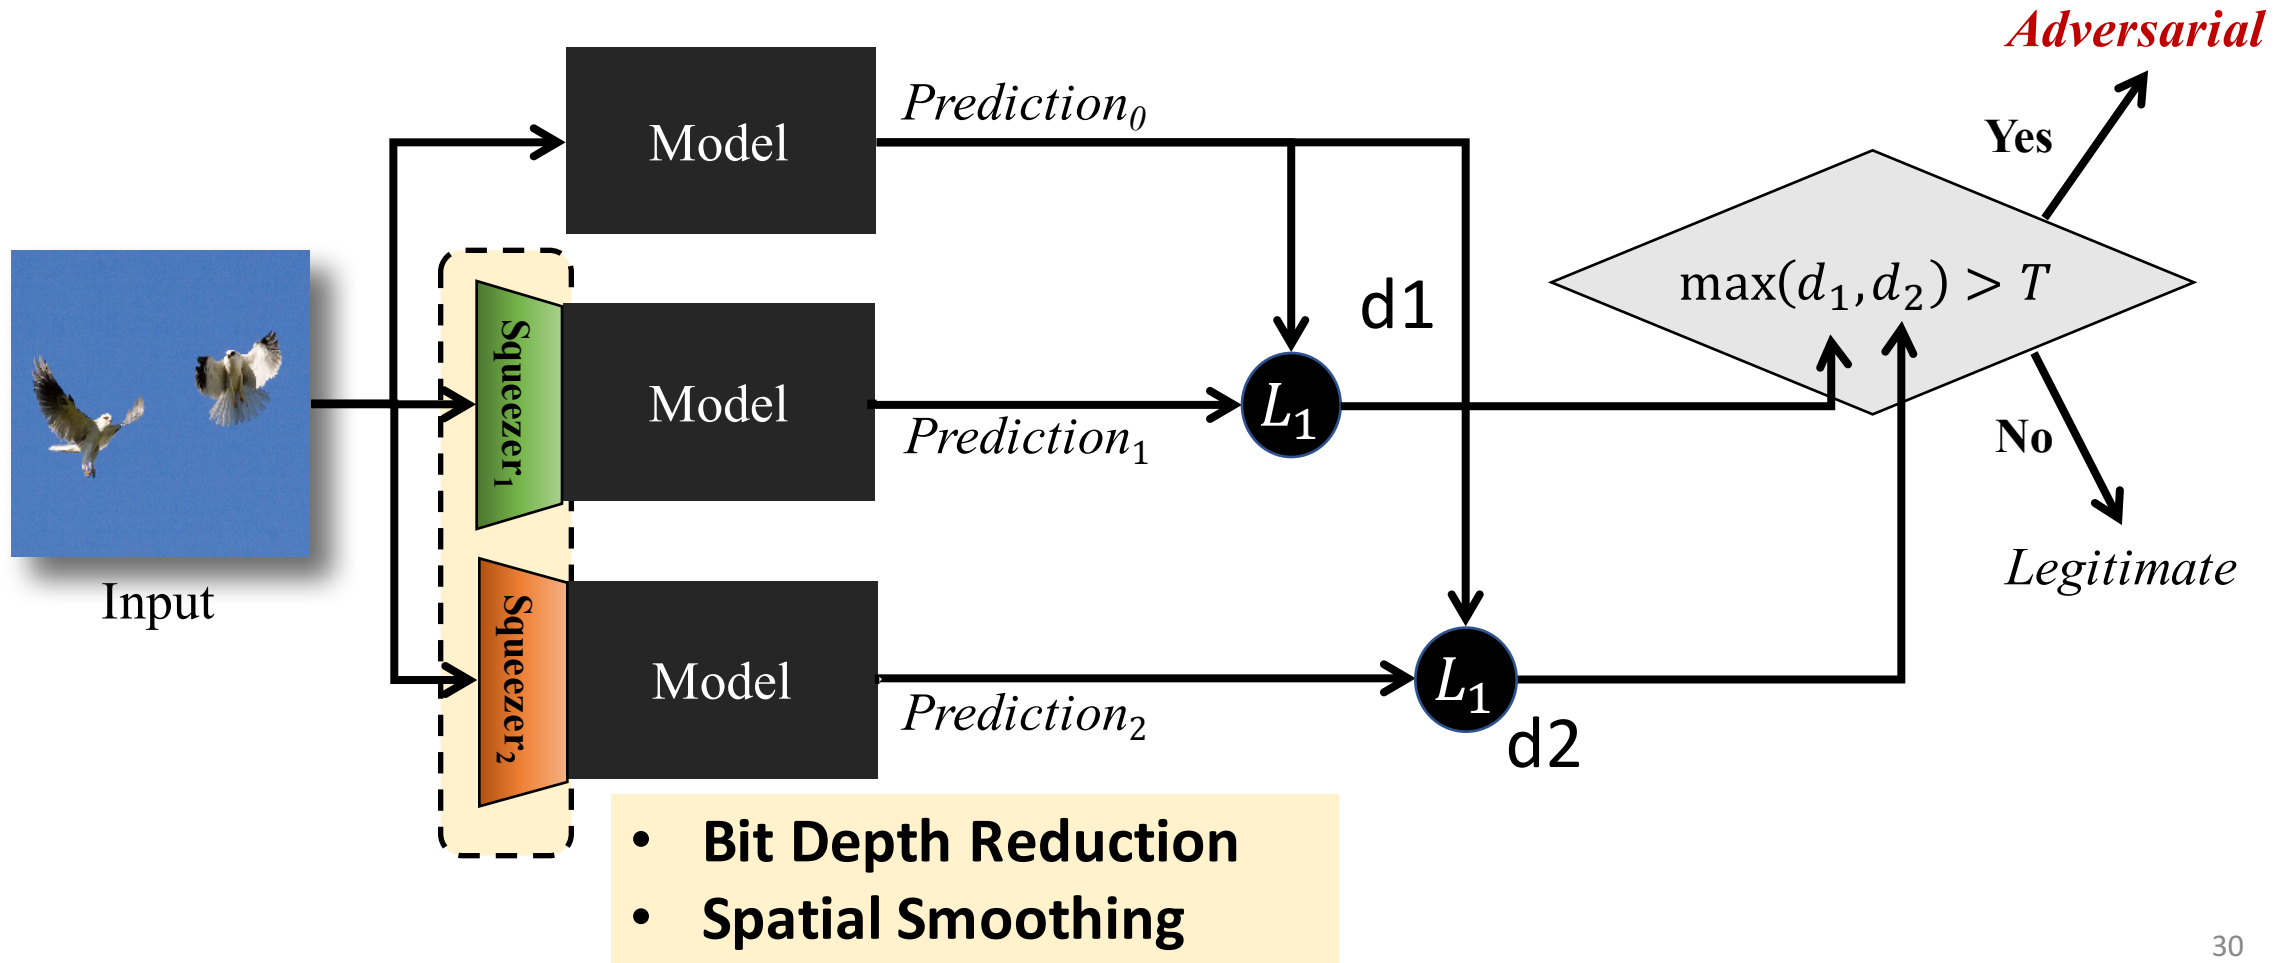 Adversarial
Model
Prediction₀
Yes
max(d₁,d₂) > T
d1
Squeezer₁
Model
L₁
Prediction₁
No
Input
Legitimate
Squeezer₂
Model
L₁
Prediction₂
d2
• Bit Depth Reduction
• Spatial Smoothing
30